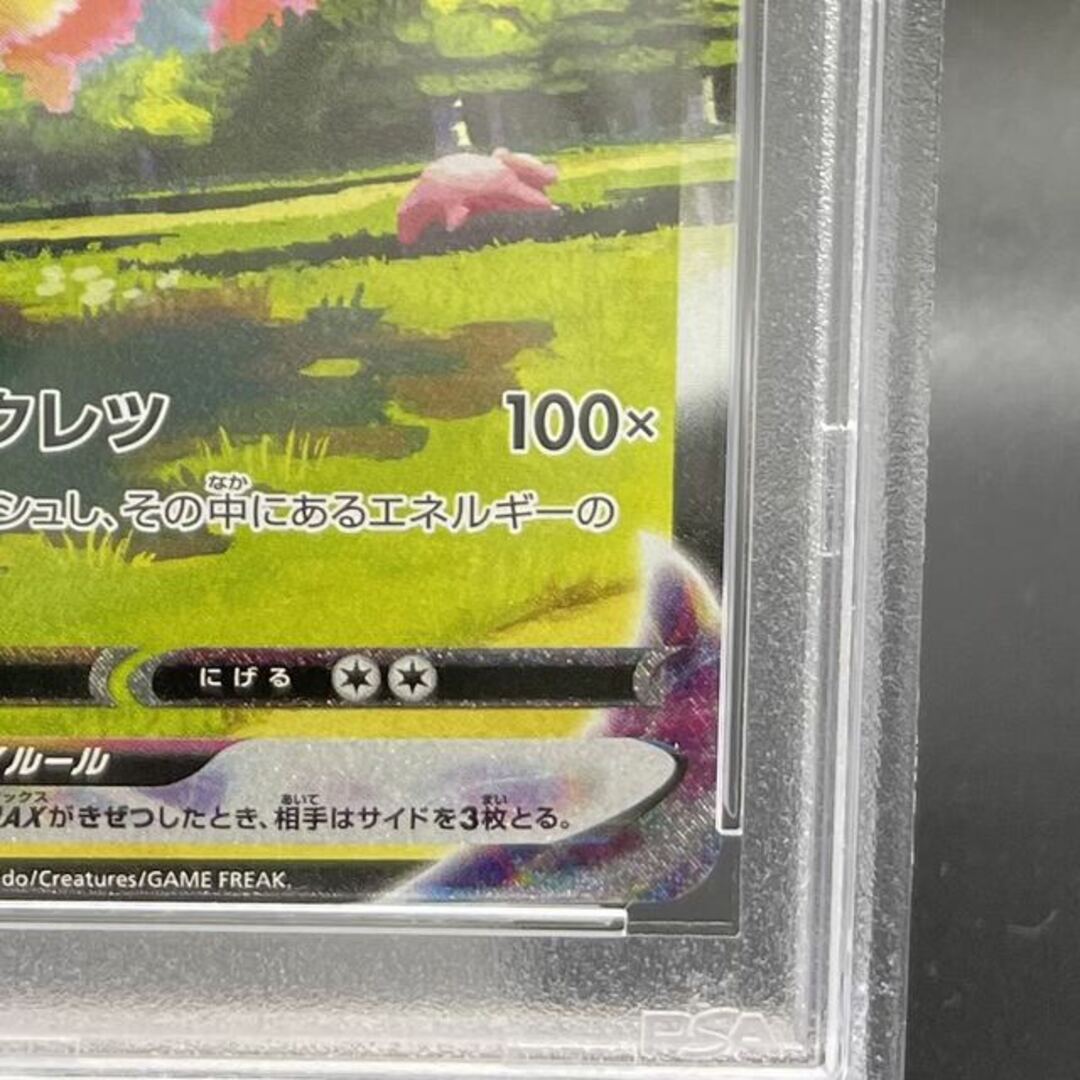 クレツ 100×
なか
シュし、その中にあるエネルギーの
にげる
ルール
ックス あいて まい
MAXがきぜつしたとき、相手はサイドを3枚とる。
do/Creatures/GAME FREAK.
PSA